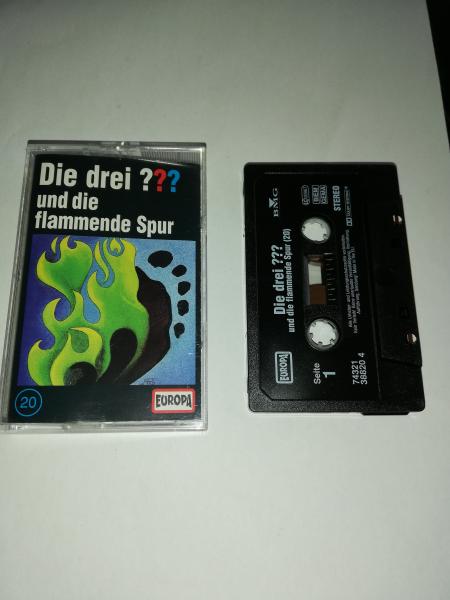 Die drei ???
und die
flammende Spur
20
EUROPA
BMG
STEREO
Die drei ???
und die flammende Spur (20)
EUROPA
Seite
1
74321
36820 4